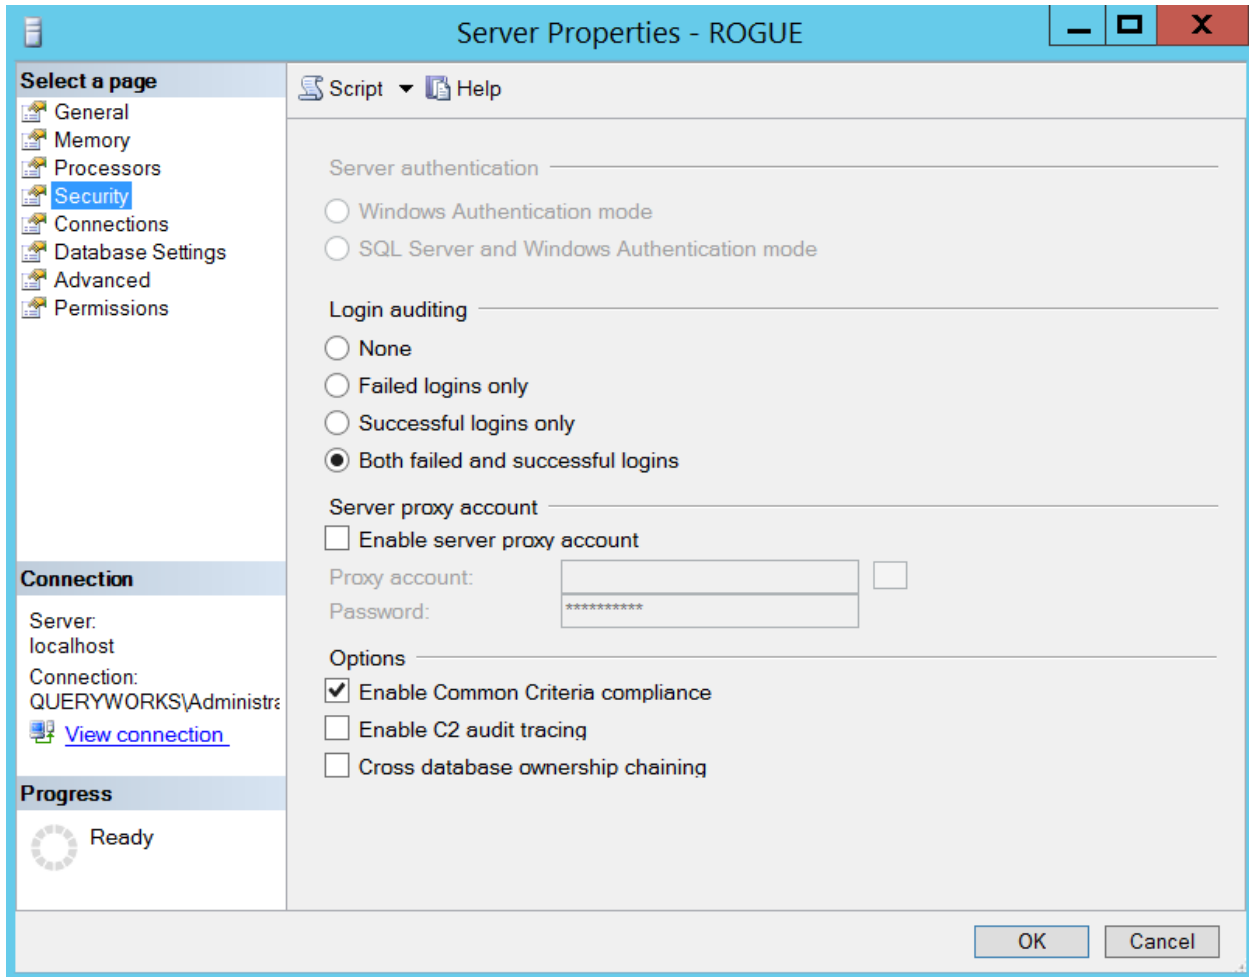 Server Properties - ROGUE
X
Select a page
General
Memory
Processors
Security
Connections
Database Settings
Advanced
Permissions
Connection
Server:
localhost
Connection:
QUERYWORKS\Administra
View connection
Progress
Ready
Script Help
Server authentication
Windows Authentication mode
SQL Server and Windows Authentication mode
Login auditing
None
Failed logins only
Successful logins only
Both failed and successful logins
Server proxy account
Enable server proxy account
Proxy account:
Password: **********
Options
Enable Common Criteria compliance
Enable C2 audit tracing
Cross database ownership chaining
OK Cancel